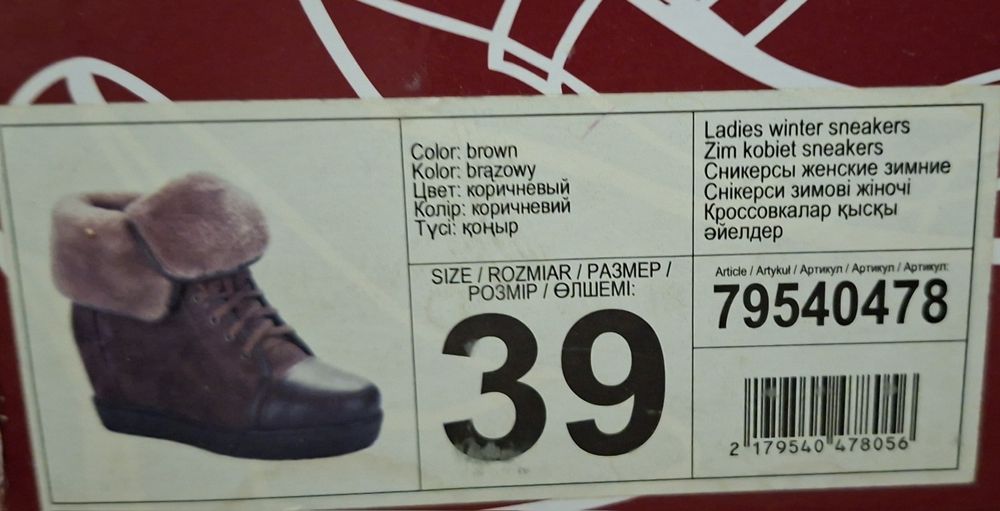 Color: brown
Kolor: brązowy
Цвет: коричневый
Колір: коричневий
Түсі: қоңыр
SIZE / ROZMIAR / РАЗМЕР /
РОЗМІР / ӨЛШЕМІ:
39
Ladies winter sneakers
Zim kobiet sneakers
Сникерсы женские зимние
Снікерси зимові жіночі
Кроссовкалар қысқы
әйелдер
Article / Artykuł / Артикул / Артикул / Артикул:
79540478
2 179540 478056